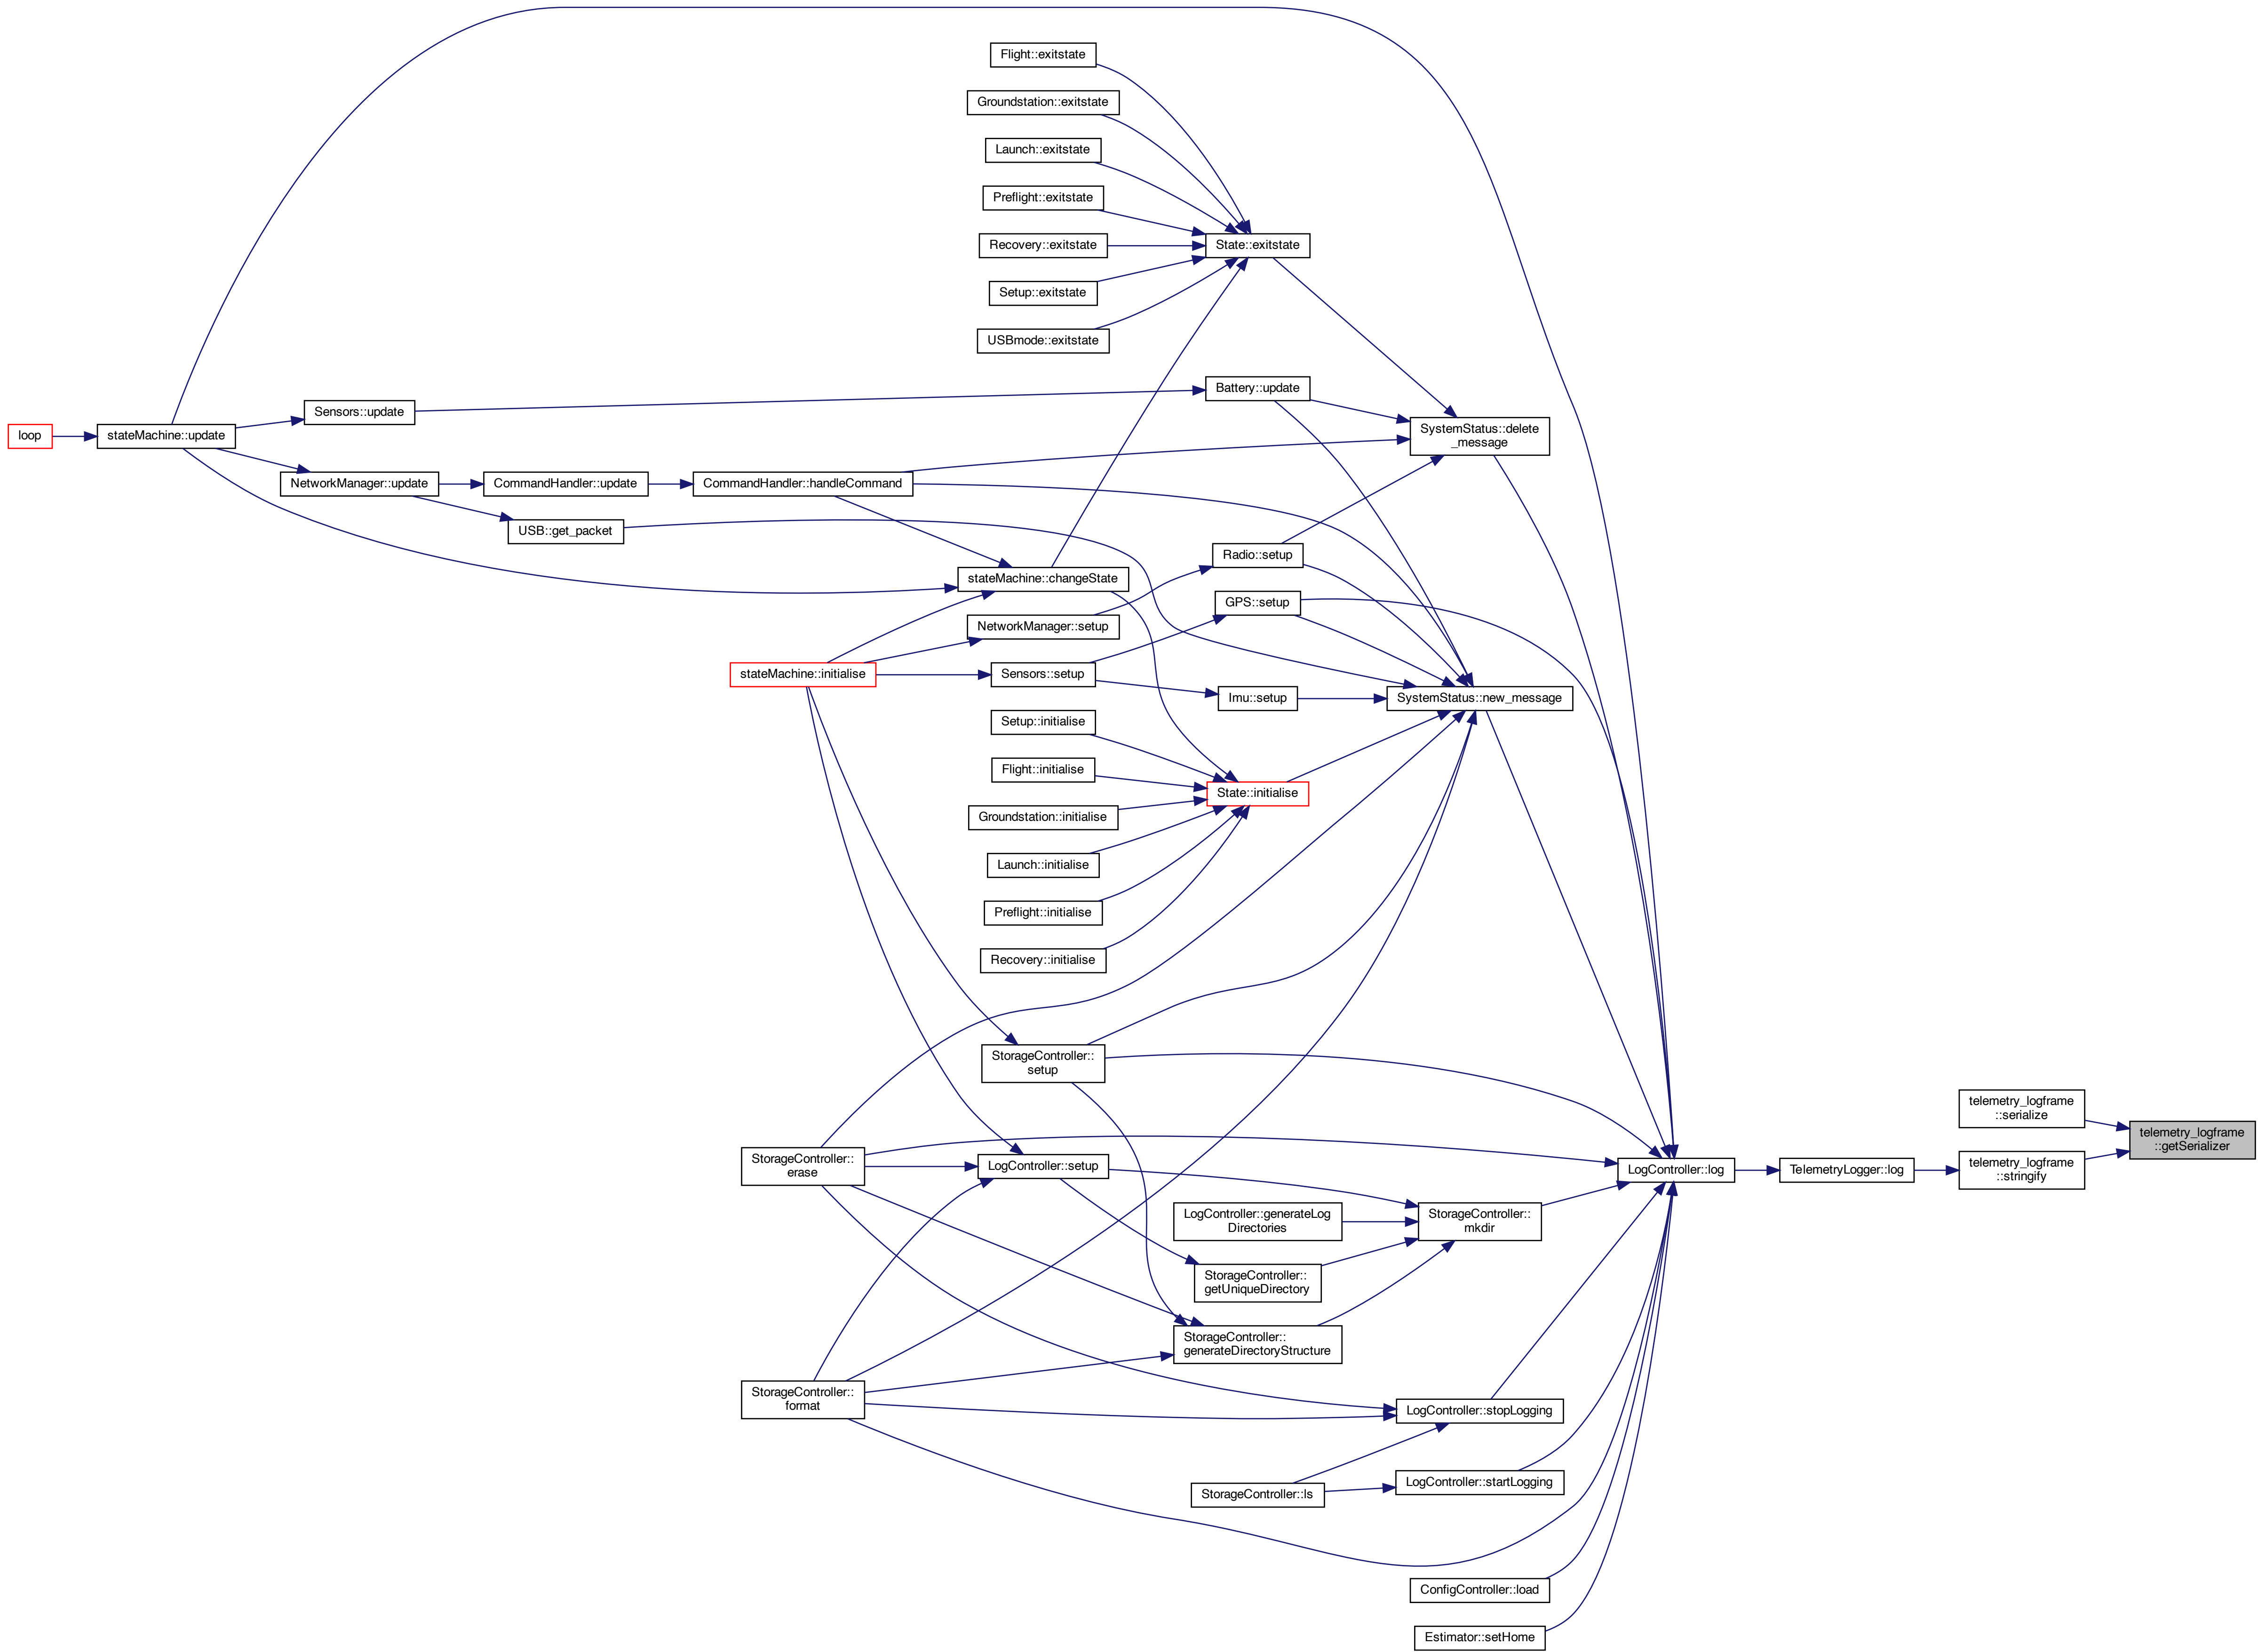 Flight::exitstate
Groundstation::exitstate
Launch::exitstate
Preflight::exitstate
Recovery::exitstate
State::exitstate
Setup::exitstate
USBmode::exitstate
Battery::update
Sensors::update
loop
stateMachine::update
SystemStatus::delete
_message
NetworkManager::update
CommandHandler::update
CommandHandler::handleCommand
USB::get_packet
Radio::setup
stateMachine::changeState
GPS::setup
NetworkManager::setup
stateMachine::initialise
Sensors::setup
Imu::setup
SystemStatus::new_message
Setup::initialise
Flight::initialise
State::initialise
Groundstation::initialise
Launch::initialise
Preflight::initialise
Recovery::initialise
StorageController::
setup
telemetry_logframe
::serialize
telemetry_logframe
::getSerializer
StorageController::
erase
LogController::setup
LogController::log
TelemetryLogger::log
telemetry_logframe
::stringify
LogController::generateLog
Directories
StorageController::
mkdir
StorageController::
getUniqueDirectory
StorageController::
generateDirectoryStructure
StorageController::
format
LogController::stopLogging
StorageController::ls
LogController::startLogging
ConfigController::load
Estimator::setHome